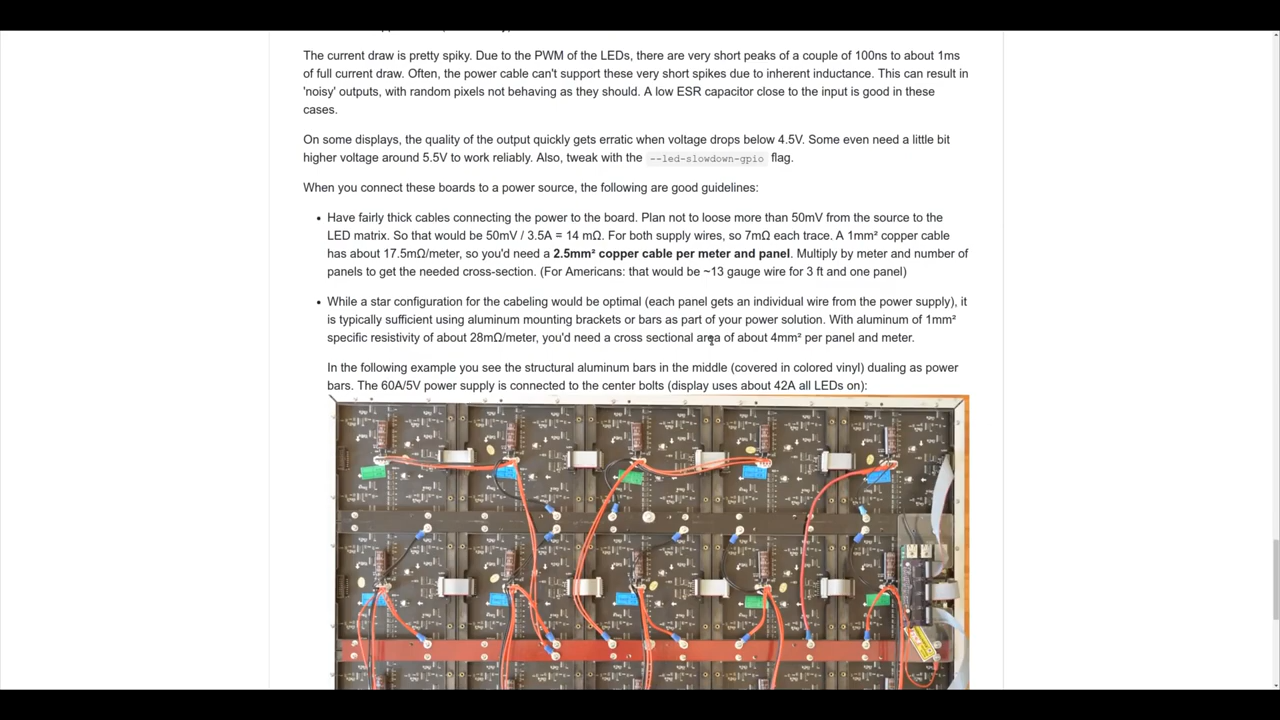 The current draw is pretty spiky. Due to the PWM of the LEDs, there are very short peaks of a couple of 100ns to about 1ms
of full current draw. Often, the power cable can't support these very short spikes due to inherent inductance. This can result in
'noisy' outputs, with random pixels not behaving as they should. A low ESR capacitor close to the input is good in these
cases.
On some displays, the quality of the output quickly gets erratic when voltage drops below 4.5V. Some even need a little bit
higher voltage around 5.5V to work reliably. Also, tweak with the --led-slowdown-gpio flag.
When you connect these boards to a power source, the following are good guidelines:
• Have fairly thick cables connecting the power to the board. Plan not to loose more than 50mV from the source to the
LED matrix. So that would be 50mV / 3.5A = 14 mΩ. For both supply wires, so 7mΩ each trace. A 1mm² copper cable
has about 17.5mΩ/meter, so you'd need a 2.5mm² copper cable per meter and panel. Multiply by meter and number of
panels to get the needed cross-section. (For Americans: that would be ~13 gauge wire for 3 ft and one panel)
• While a star configuration for the cabeling would be optimal (each panel gets an individual wire from the power supply), it
is typically sufficient using aluminum mounting brackets or bars as part of your power solution. With aluminum of 1mm²
specific resistivity of about 28mΩ/meter, you'd need a cross sectional area of about 4mm² per panel and meter.
In the following example you see the structural aluminum bars in the middle (covered in colored vinyl) dualing as power
bars. The 60A/5V power supply is connected to the center bolts (display uses about 42A all LEDs on):